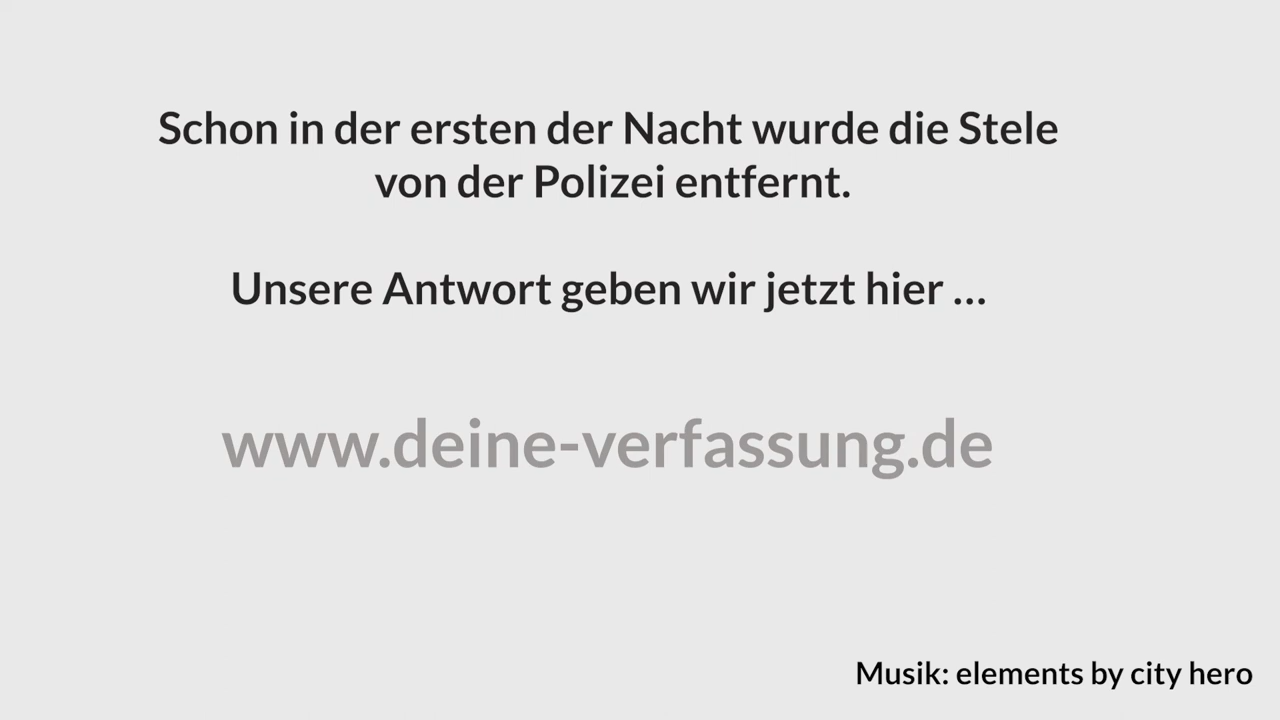 Schon in der ersten der Nacht wurde die Stele
von der Polizei entfernt.
Unsere Antwort geben wir jetzt hier ...
www.deine-verfassung.de
Musik: elements by city hero